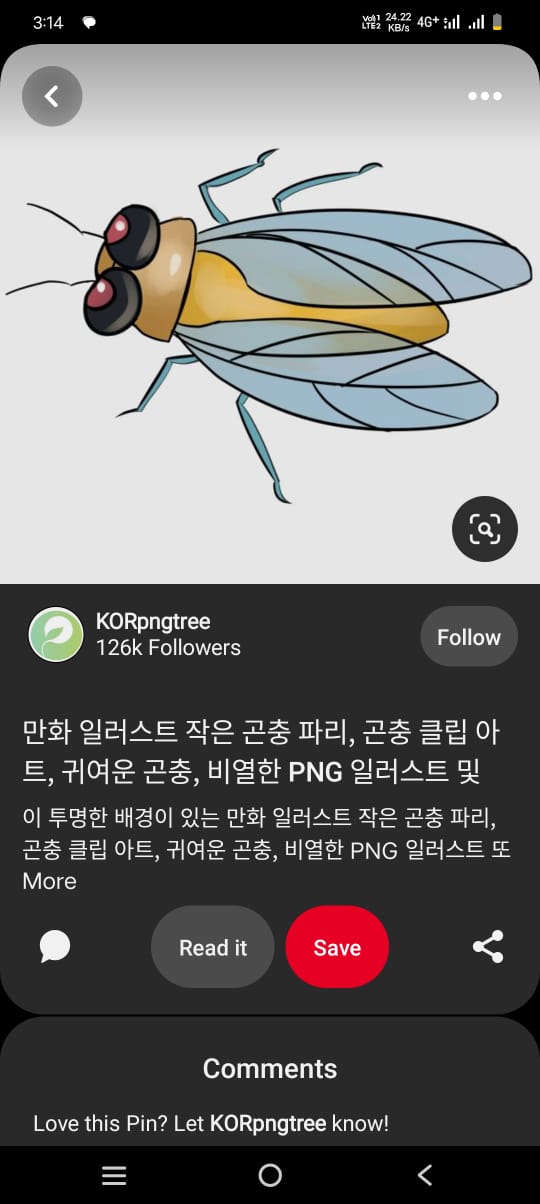 3:14
Vo))1
LTE2
24.22
KB/s
4G+
KORpngtree
126k Followers
Follow
만화 일러스트 작은 곤충 파리, 곤충 클립 아
트, 귀여운 곤충, 비열한 PNG 일러스트 및
이 투명한 배경이 있는 만화 일러스트 작은 곤충 파리,
곤충 클립 아트, 귀여운 곤충, 비열한 PNG 일러스트 또
More
Read it
Save
Comments
Love this Pin? Let KORpngtree know!